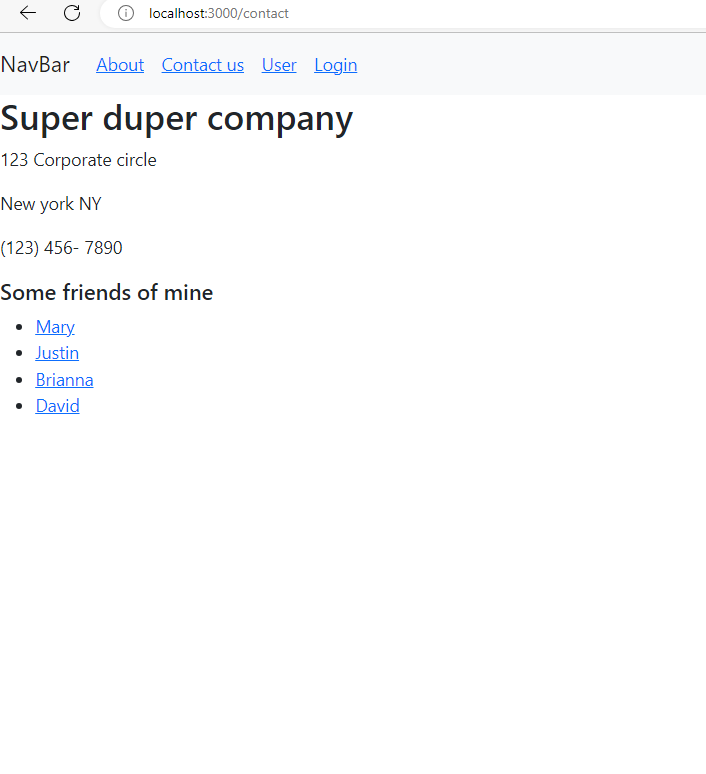 localhost:3000/contact
NavBar About Contact us User Login
Super duper company
123 Corporate circle
New york NY
(123) 456- 7890
Some friends of mine
Mary
Justin
Brianna
David